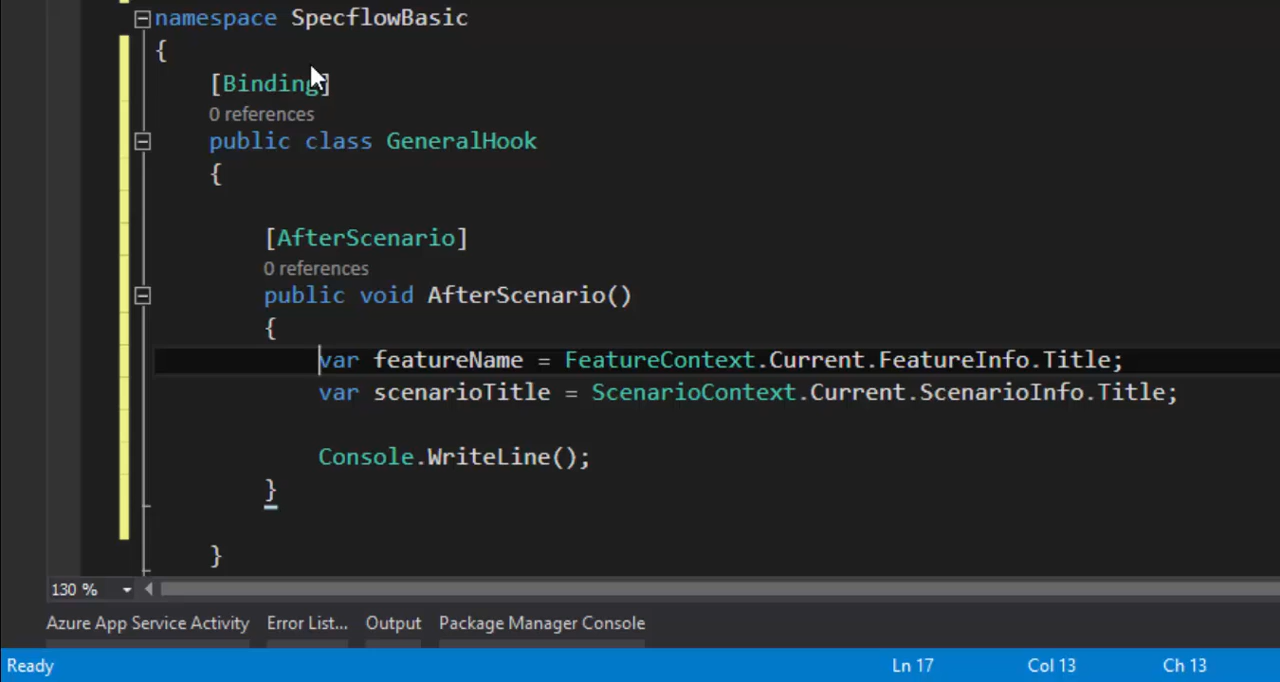 namespace SpecflowBasic
{
[Binding]
0 references
public class GeneralHook
{
[AfterScenario]
0 references
public void AfterScenario()
{
var featureName = FeatureContext.Current.FeatureInfo.Title;
var scenarioTitle = ScenarioContext.Current.ScenarioInfo.Title;
Console.WriteLine();
}
}
130 %
Azure App Service Activity Error List... Output Package Manager Console
Ready Ln 17 Col 13 Ch 13